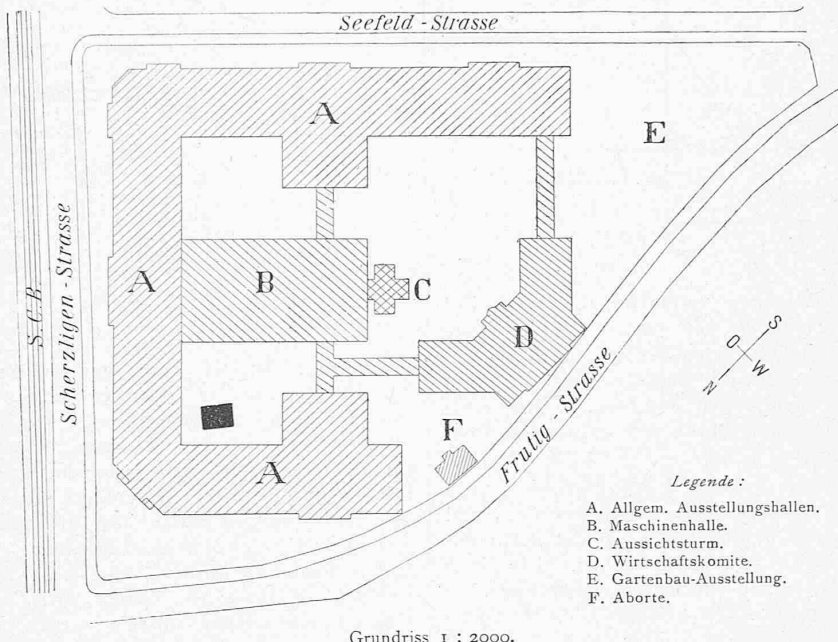 Seefeld - Strasse
A
E
S. C. B.
Scherzligen - Strasse
A
B
C
D
S
O
W
N
F
Frutig - Strasse
A
Legende :
A. Allgem. Ausstellungshallen.
B. Maschinenhalle.
C. Aussichtsturm.
D. Wirtschaftskomite.
E. Gartenbau-Ausstellung.
F. Aborte.
Grundriss 1 : 2000.